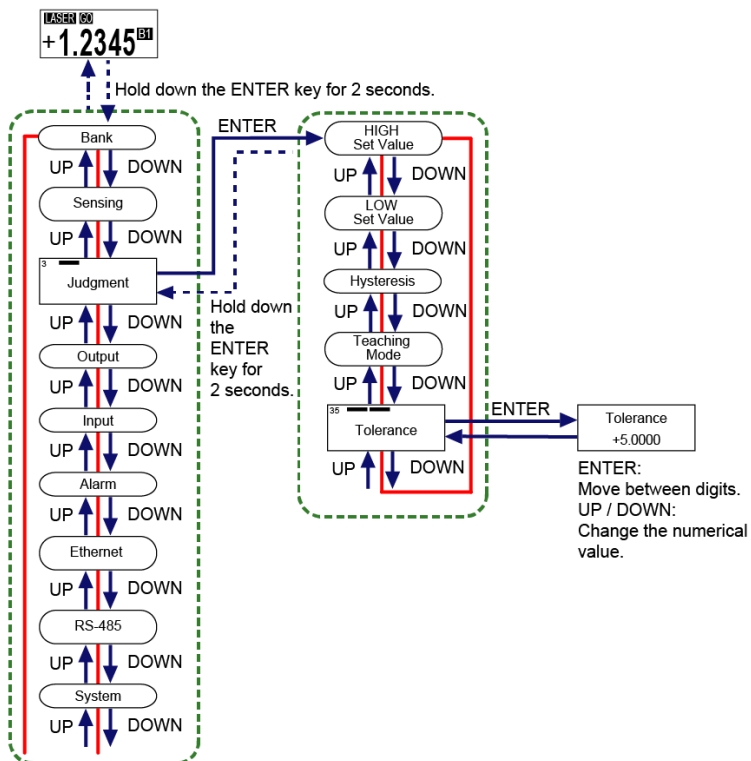 LASER GO
+1.2345 B1
Hold down the ENTER key for 2 seconds.
Bank
UP DOWN
Sensing
UP DOWN
3
Judgment
UP DOWN
Output
UP DOWN
Input
UP DOWN
Alarm
UP DOWN
Ethernet
UP DOWN
RS-485
UP DOWN
System
UP DOWN
ENTER
Hold down
the
ENTER
key for
2 seconds.
HIGH
Set Value
UP DOWN
LOW
Set Value
UP DOWN
Hysteresis
UP DOWN
Teaching
Mode
UP DOWN
35
Tolerance
UP DOWN
ENTER
Tolerance
+5.0000
ENTER:
Move between digits.
UP / DOWN:
Change the numerical
value.